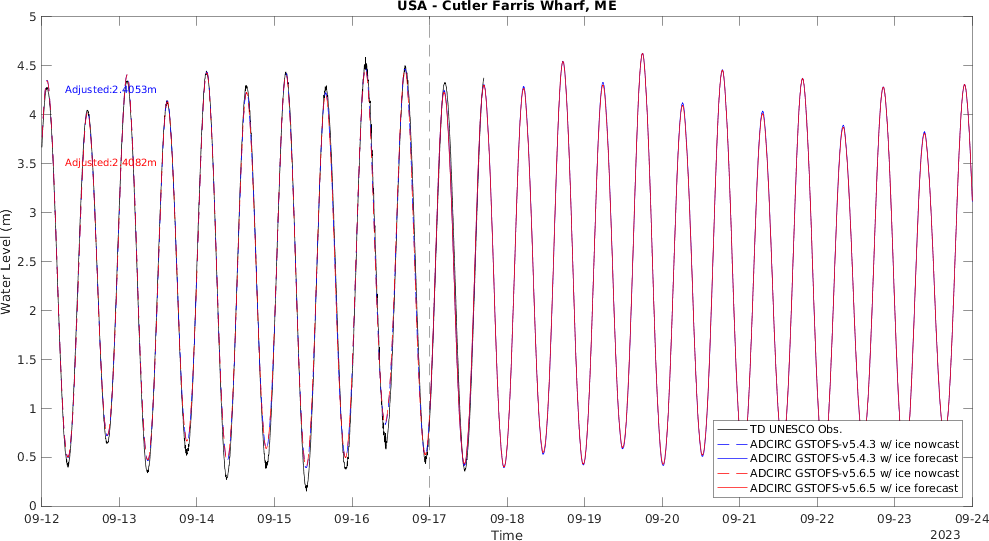 USA - Cutler Farris Wharf, ME
5
4.5
4
3.5
3
2.5
2
1.5
1
0.5
0
Water Level (m)
Adjusted:2.4053m
Adjusted:2.4082m
TD UNESCO Obs.
ADCIRC GSTOFS-v5.4.3 w/ ice nowcast
ADCIRC GSTOFS-v5.4.3 w/ ice forecast
ADCIRC GSTOFS-v5.6.5 w/ ice nowcast
ADCIRC GSTOFS-v5.6.5 w/ ice forecast
09-12 09-13 09-14 09-15 09-16 09-17 09-18 09-19 09-20 09-21 09-22 09-23 09-24
Time
2023